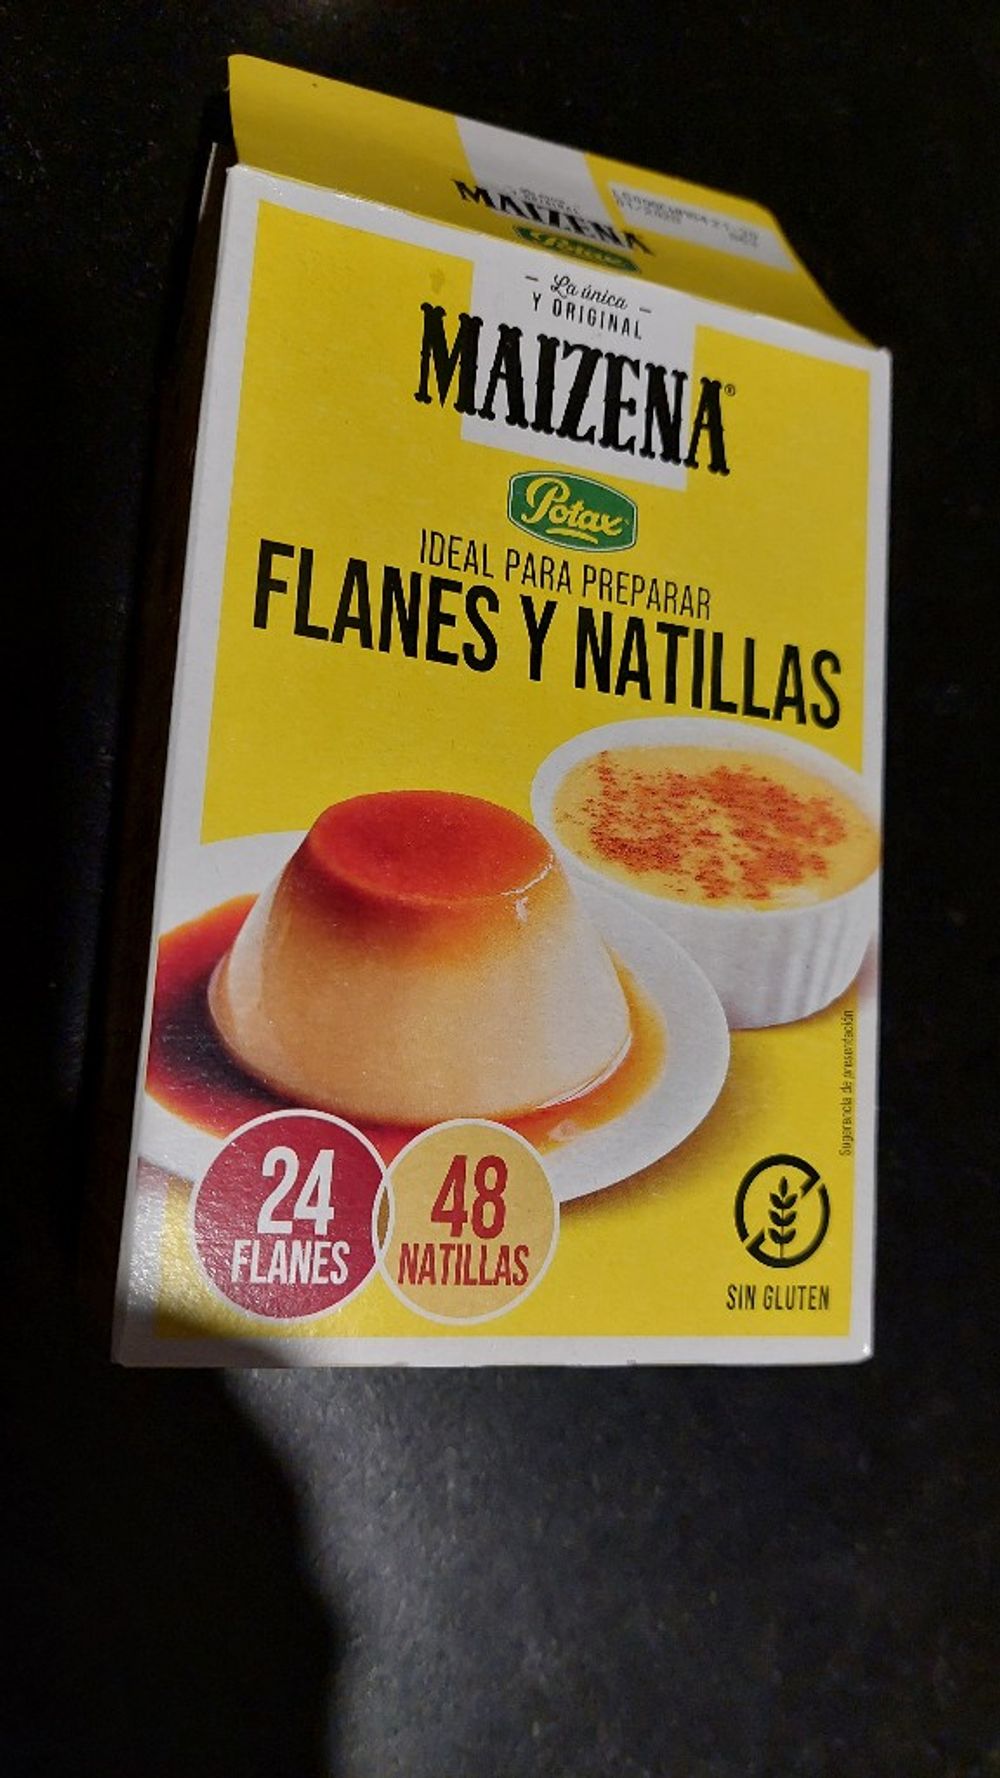 MAIZENA
Potax
La única
Y ORIGINAL
MAIZENA®
Potax
IDEAL PARA PREPARAR
FLANES Y NATILLAS
24
FLANES
48
NATILLAS
Sugerencia de presentación
SIN GLUTEN